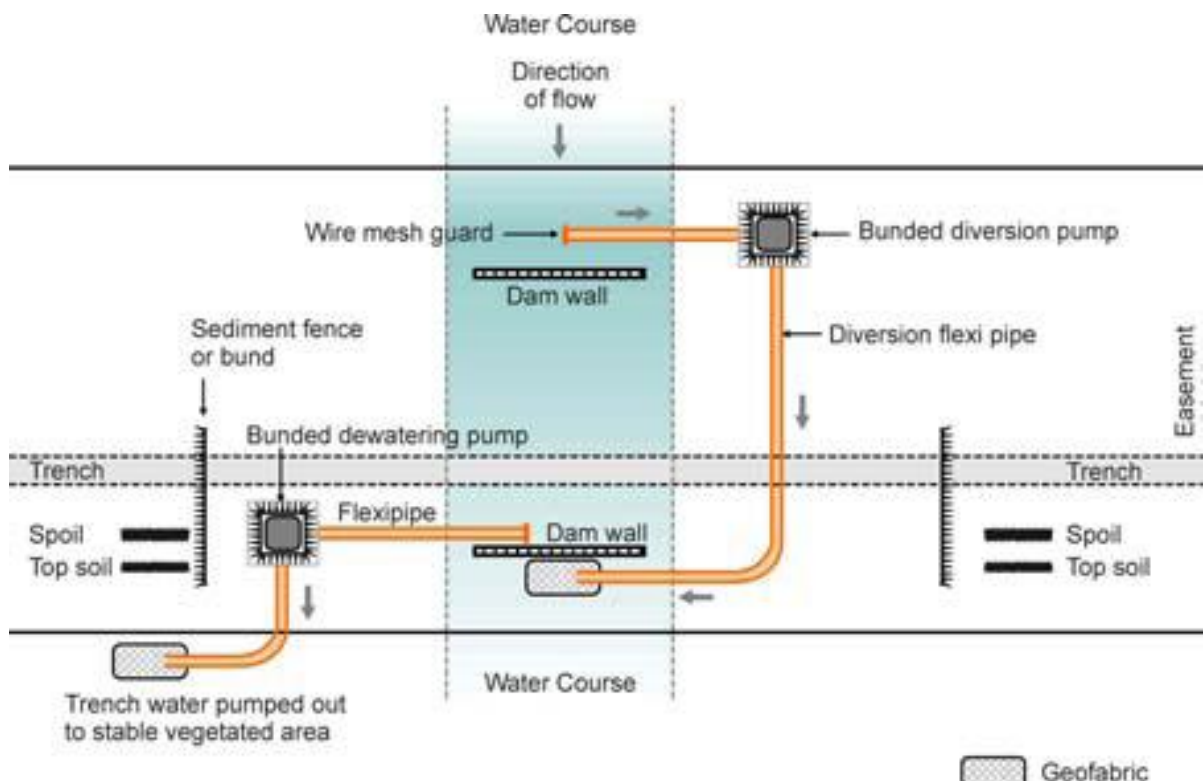 Water Course
Direction
of flow
Wire mesh guard
Bunded diversion pump
Dam wall
Sediment fence
or bund
Diversion flexi pipe
Easement
Bunded dewatering pump
Trench
Trench
Flexipipe
Dam wall
Spoil
Spoil
Top soil
Top soil
Water Course
Trench water pumped out
to stable vegetated area
Geofabric